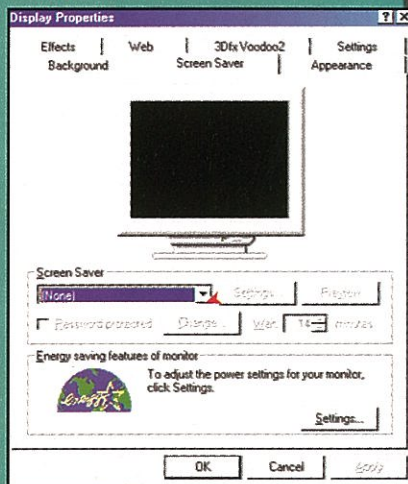 Display Properties
Effects Web 3Dfx Voodoo2 Settings
Background Screen Saver Appearance
Screen Saver
(None) Settings... Preview
Password protected Change... Wait: 14 minutes
Energy saving features of monitor
To adjust the power settings for your monitor,
click Settings.
energy
Settings...
OK Cancel Apply